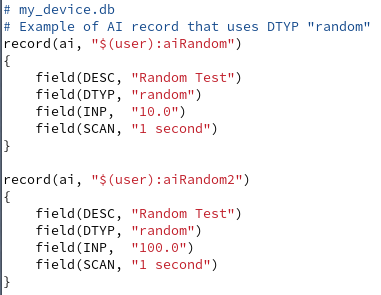 # my_device.db
# Example of AI record that uses DTYP "random"
record(ai, "$(user):aiRandom")
{
    field(DESC, "Random Test")
    field(DTYP, "random")
    field(INP,  "10.0")
    field(SCAN, "1 second")
}

record(ai, "$(user):aiRandom2")
{
    field(DESC, "Random Test")
    field(DTYP, "random")
    field(INP,  "100.0")
    field(SCAN, "1 second")
}